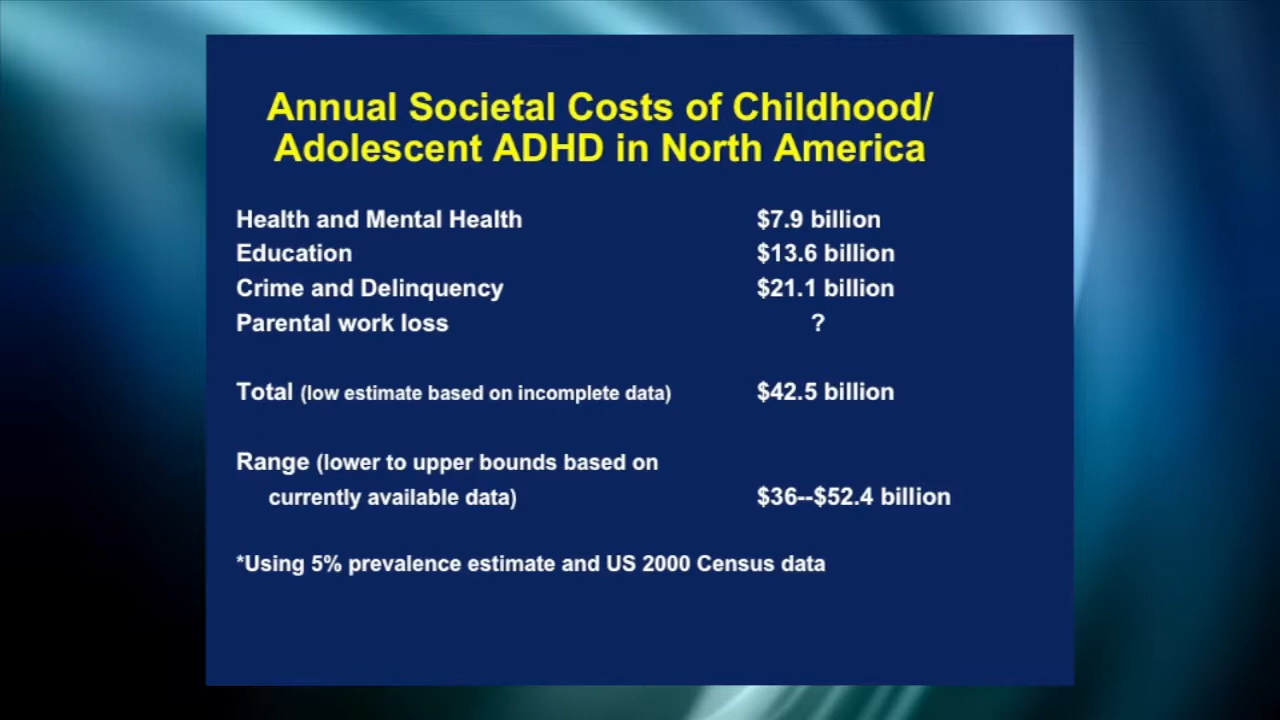 Annual Societal Costs of Childhood/
Adolescent ADHD in North America
Health and Mental Health $7.9 billion
Education $13.6 billion
Crime and Delinquency $21.1 billion
Parental work loss ?
Total (low estimate based on incomplete data) $42.5 billion
Range (lower to upper bounds based on
currently available data) $36--$52.4 billion
*Using 5% prevalence estimate and US 2000 Census data